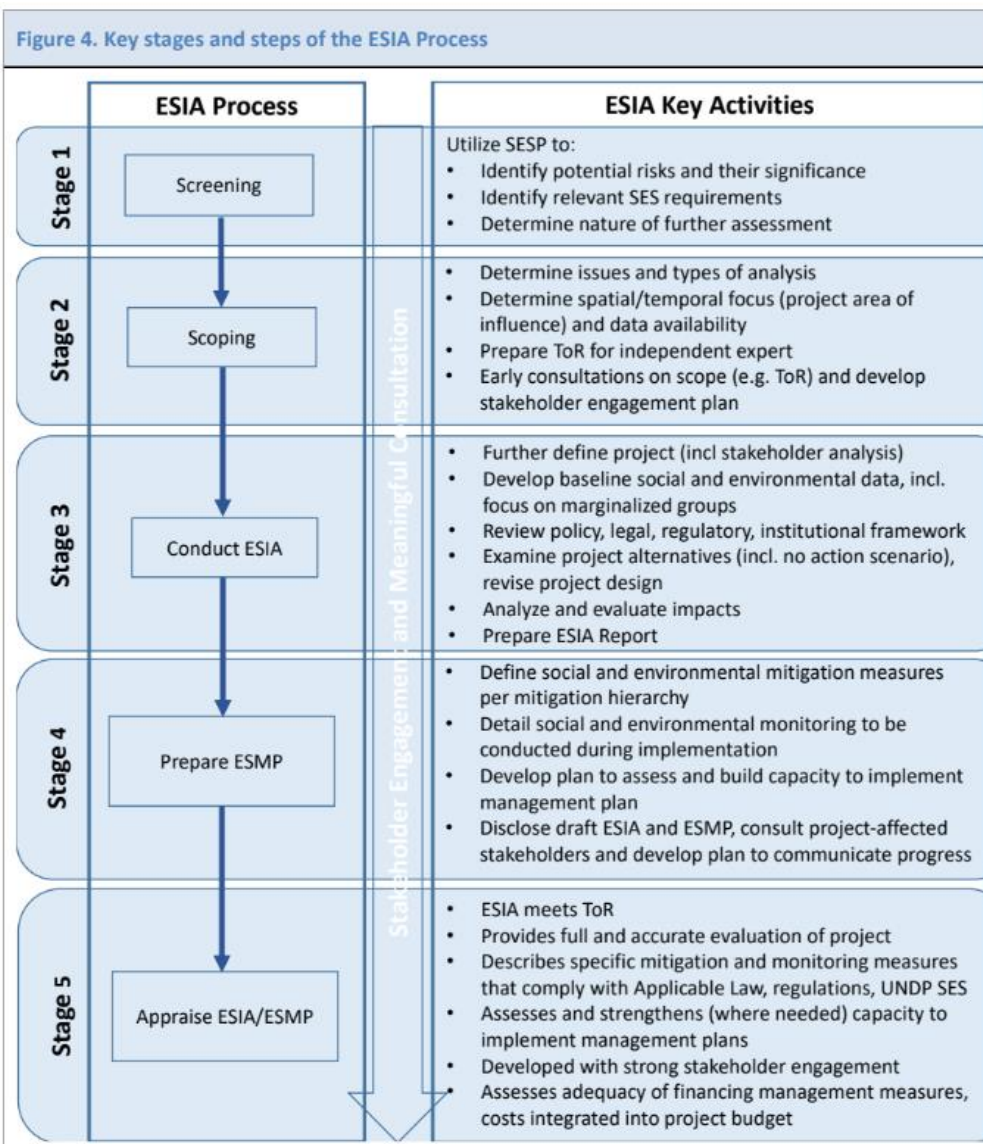 Figure 4. Key stages and steps of the ESIA Process
ESIA Process
ESIA Key Activities
Stage 1
Screening
Utilize SESP to:
• Identify potential risks and their significance
• Identify relevant SES requirements
• Determine nature of further assessment
Stage 2
Scoping
• Determine issues and types of analysis
• Determine spatial/temporal focus (project area of
influence) and data availability
• Prepare ToR for independent expert
• Early consultations on scope (e.g. ToR) and develop
stakeholder engagement plan
Stage 3
Conduct ESIA
• Further define project (incl stakeholder analysis)
• Develop baseline social and environmental data, incl.
focus on marginalized groups
• Review policy, legal, regulatory, institutional framework
• Examine project alternatives (incl. no action scenario),
revise project design
• Analyze and evaluate impacts
• Prepare ESIA Report
Stage 4
Prepare ESMP
• Define social and environmental mitigation measures
per mitigation hierarchy
• Detail social and environmental monitoring to be
conducted during implementation
• Develop plan to assess and build capacity to implement
management plan
• Disclose draft ESIA and ESMP, consult project-affected
stakeholders and develop plan to communicate progress
Stage 5
Appraise ESIA/ESMP
• ESIA meets ToR
• Provides full and accurate evaluation of project
• Describes specific mitigation and monitoring measures
that comply with Applicable Law, regulations, UNDP SES
• Assesses and strengthens (where needed) capacity to
implement management plans
• Developed with strong stakeholder engagement
• Assesses adequacy of financing management measures,
costs integrated into project budget
Stakeholder Engagement and Meaningful Consultation